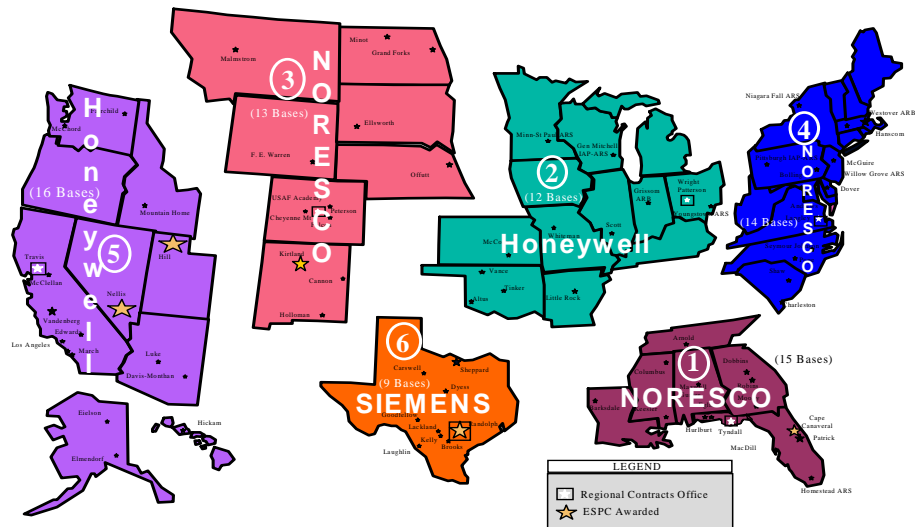 Honeywell
5
(16 Bases)
Fairchild
McChord
Mountain Home
Hill
Travis
McClellan
Nellis
Vandenberg
Edward
Los Angeles
March
Luke
Davis-Monthan
Eielson
Elmendorf
Hickam
NORESCO
3
(13 Bases)
Minot
Grand Forks
Malmstrom
Ellsworth
F. E. Warren
Offutt
USAF Academy
Peterson
Kirtland
Cannon
Holloman
Honeywell
2
(12 Bases)
Minn-St Paul ARS
Gen Mitchell
IAP-ARS
Grissom
ARB
Wright
Patterson
Youngstown ARS
Scott
Whiteman
Vance
Tinker
Altus
Little Rock
NORESCO
4
(14 Bases)
Niagara Fall ARS
Westover ARB
Hanscom
McGuire
Willow Grove ARS
Dover
Charleston
SIEMENS
6
(9 Bases)
Carswell
Sheppard
Dyess
Goodfellow
Lackland
Randolph
Kelly
Brooks
Laughlin
NORESCO
1
(15 Bases)
Arnold
Columbus
Dobbins
Robins
Barksdale
Hurlburt
Tyndall
Cape
Canaveral
Patrick
MacDill
Homestead ARS
LEGEND
Regional Contracts Office
ESPC Awarded